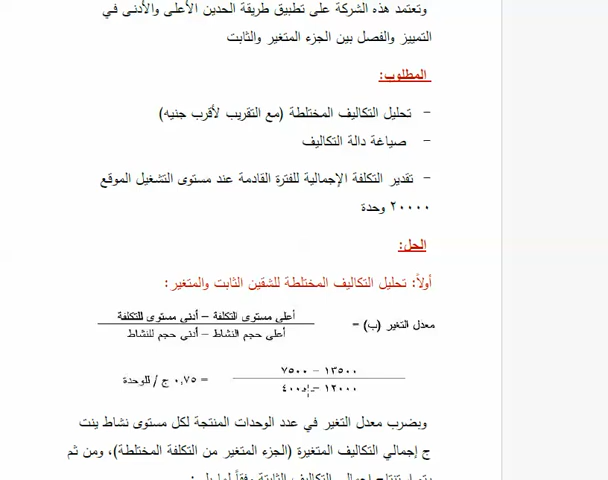 وتعتمد هذه الشركة على تطبيق طريقة الحدين الأعلى والأدنى في
التمييز والفصل بين الجزء المتغير والثابت
المطلوب:
− تحليل التكاليف المختلطة (مع التقريب لأقرب جنيه)
− صياغة دالة التكاليف
− تقدير التكلفة الإجمالية للفترة القادمة عند مستوى التشغيل الموقع
٢٠٠٠٠ وحدة
الحل:
أولاً: تحليل التكاليف المختلطة للشقين الثابت والمتغير:
معدل التغير (ب) =
أعلى مستوى التكلفة − أدنى مستوى للتكلفة
أعلى حجم النشاط − أدنى حجم للنشاط
١٣٥٠٠ − ٧٥٠٠
١٢٠٠٠ − ٤٠٠٠
= ٠,٧٥ ج / للوحدة
وبضرب معدل التغير في عدد الوحدات المنتجة لكل مستوى نشاط ينت
ج إجمالي التكاليف المتغيرة (الجزء المتغير من التكلفة المختلطة)، ومن ثم